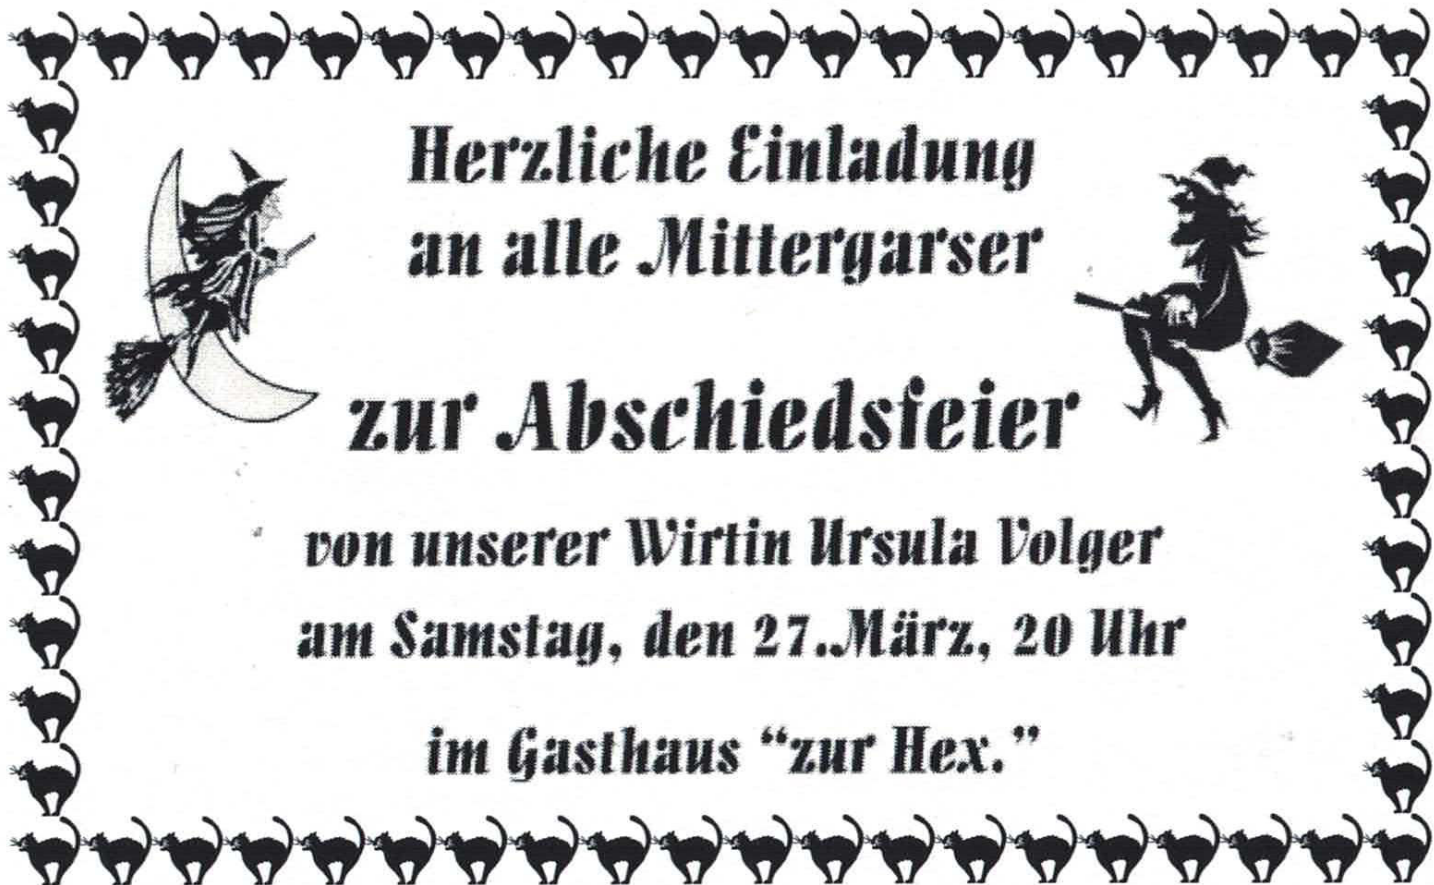 Herzliche Einladung
an alle Mittergarser
zur Abschiedsfeier
von unserer Wirtin Ursula Volger
am Samstag, den 27.März, 20 Uhr
im Gasthaus “zur Hex.”